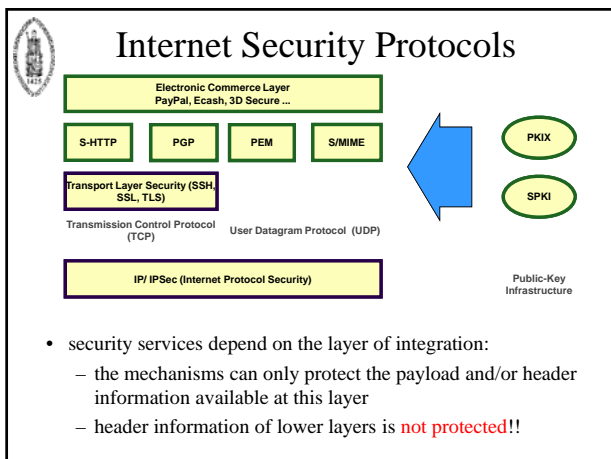 Internet Security Protocols
Electronic Commerce Layer
PayPal, Ecash, 3D Secure ...
S-HTTP
PGP
PEM
S/MIME
PKIX
Transport Layer Security (SSH,
SSL, TLS)
SPKI
Transmission Control Protocol
(TCP)
User Datagram Protocol (UDP)
IP/ IPSec (Internet Protocol Security)
Public-Key
Infrastructure
• security services depend on the layer of integration:
– the mechanisms can only protect the payload and/or header
information available at this layer
– header information of lower layers is not protected!!
1425